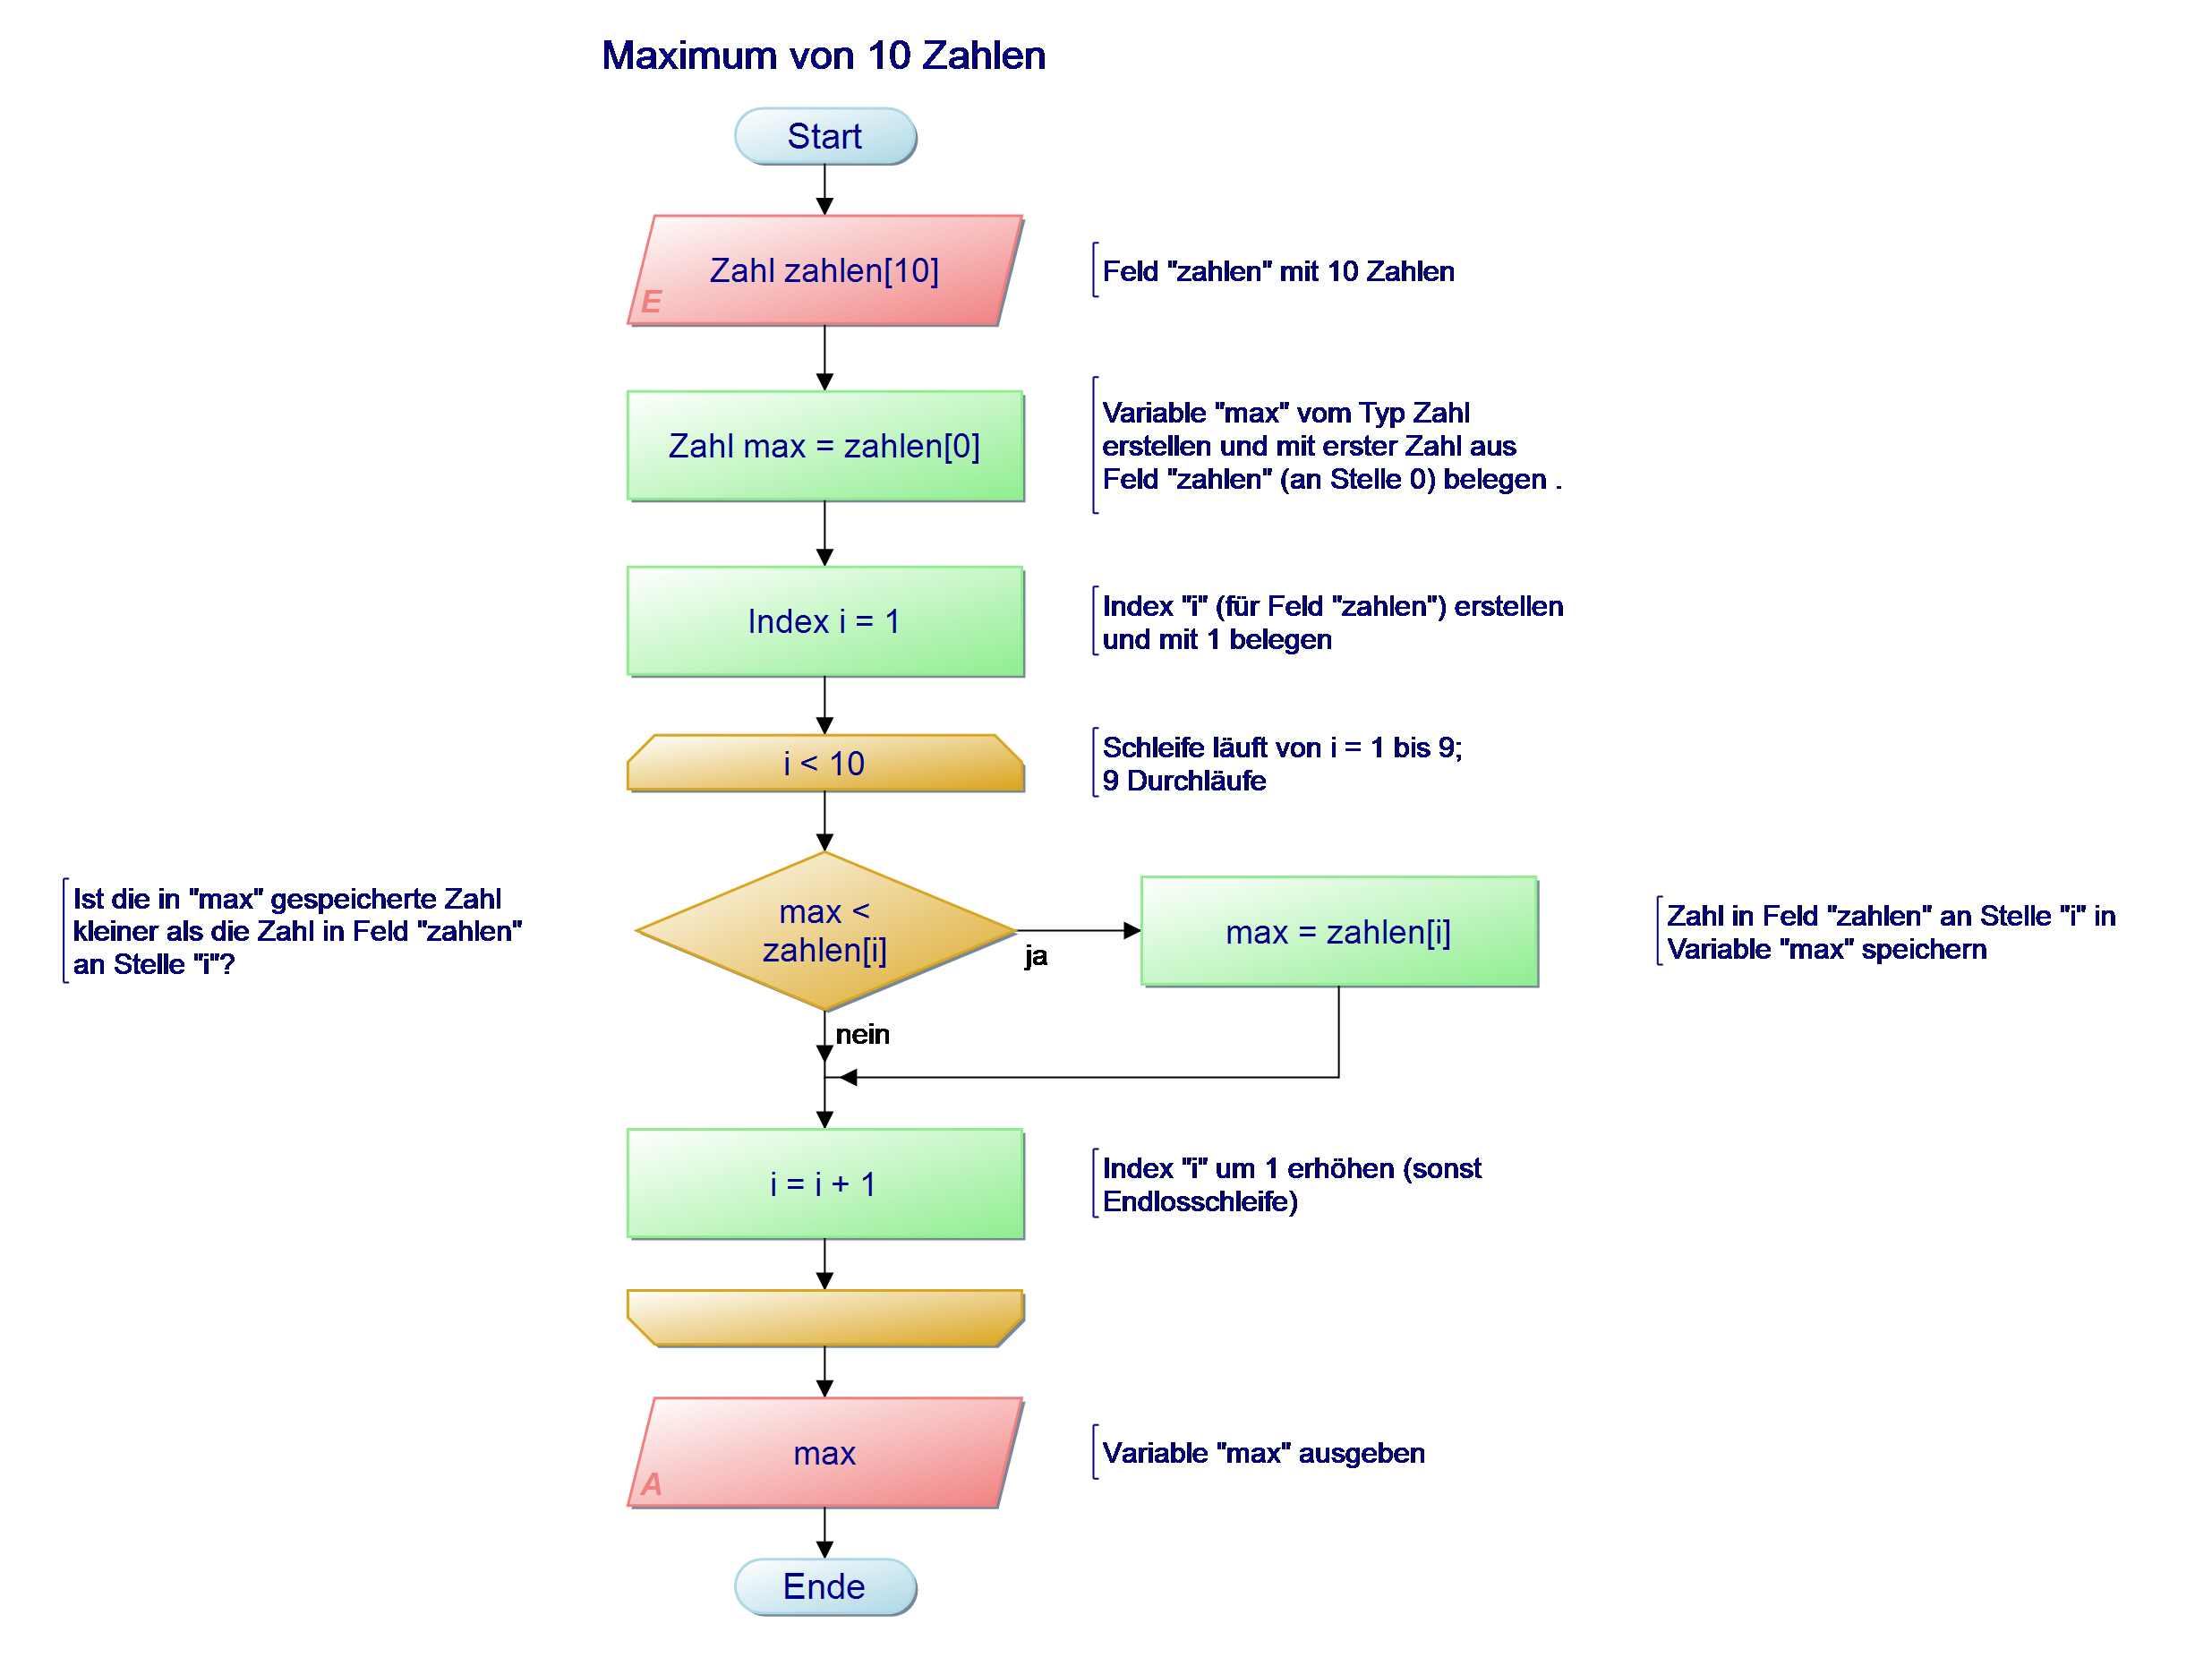 Maximum von 10 Zahlen
Start
Zahl zahlen[10]
E
Feld "zahlen" mit 10 Zahlen
Zahl max = zahlen[0]
Variable "max" vom Typ Zahl
erstellen und mit erster Zahl aus
Feld "zahlen" (an Stelle 0) belegen .
Index i = 1
Index "i" (für Feld "zahlen") erstellen
und mit 1 belegen
i < 10
Schleife läuft von i = 1 bis 9;
9 Durchläufe
Ist die in "max" gespeicherte Zahl
kleiner als die Zahl in Feld "zahlen"
an Stelle "i"?
max <
zahlen[i]
ja
max = zahlen[i]
Zahl in Feld "zahlen" an Stelle "i" in
Variable "max" speichern
nein
i = i + 1
Index "i" um 1 erhöhen (sonst
Endlosschleife)
max
A
Variable "max" ausgeben
Ende